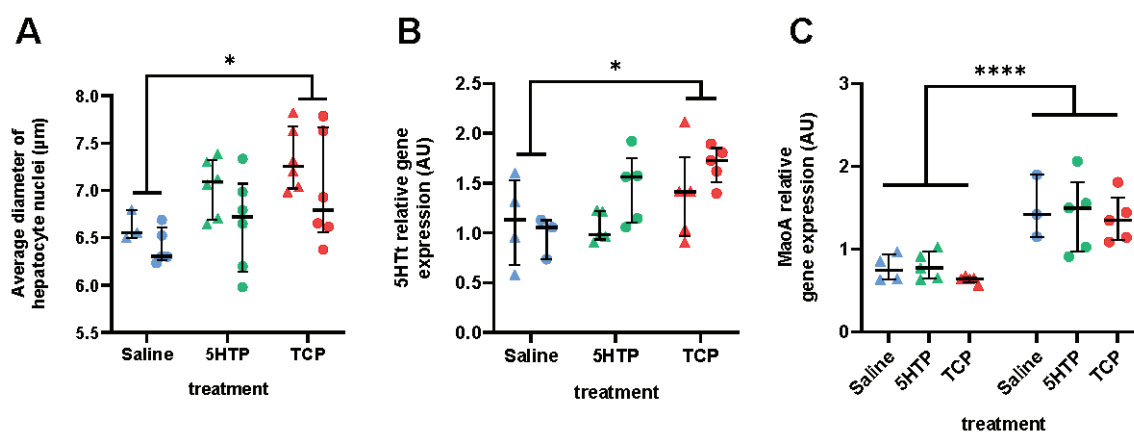 A
B
C
*
*
****
Average diameter of
hepatocyte nuclei (µm)
8.0
7.5
7.0
6.5
6.0
5.5
Saline
5HTP
TCP
treatment
5HTt relative gene
expression (AU)
2.5
2.0
1.5
1.0
0.5
0.0
Saline
5HTP
TCP
treatment
MaoA relative
gene expression (AU)
3
2
1
0
Saline
5HTP
TCP
Saline
5HTP
TCP
treatment